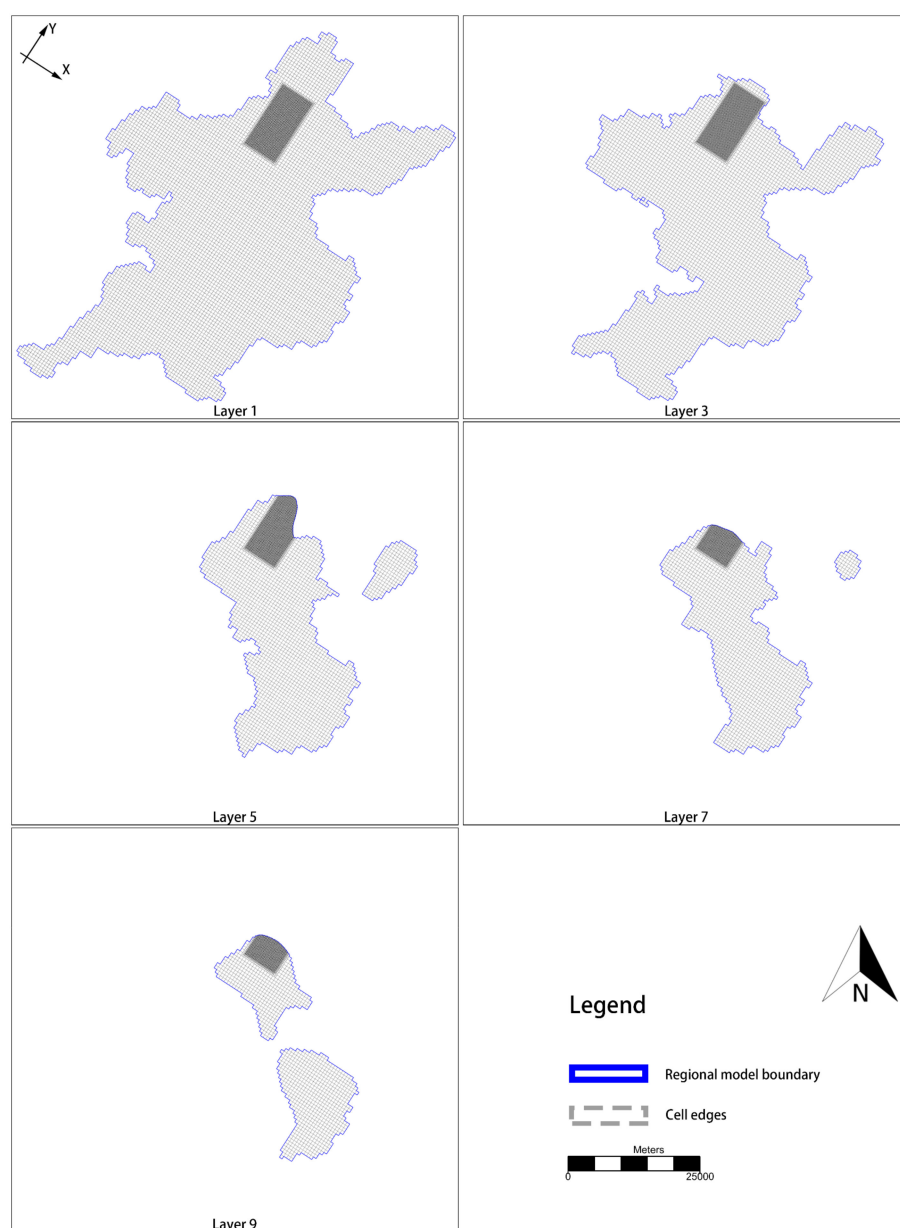 Y
X
Layer 1
Layer 3
Layer 5
Layer 7
Layer 9
N
Legend
Regional model boundary
Cell edges
Meters
0 25000